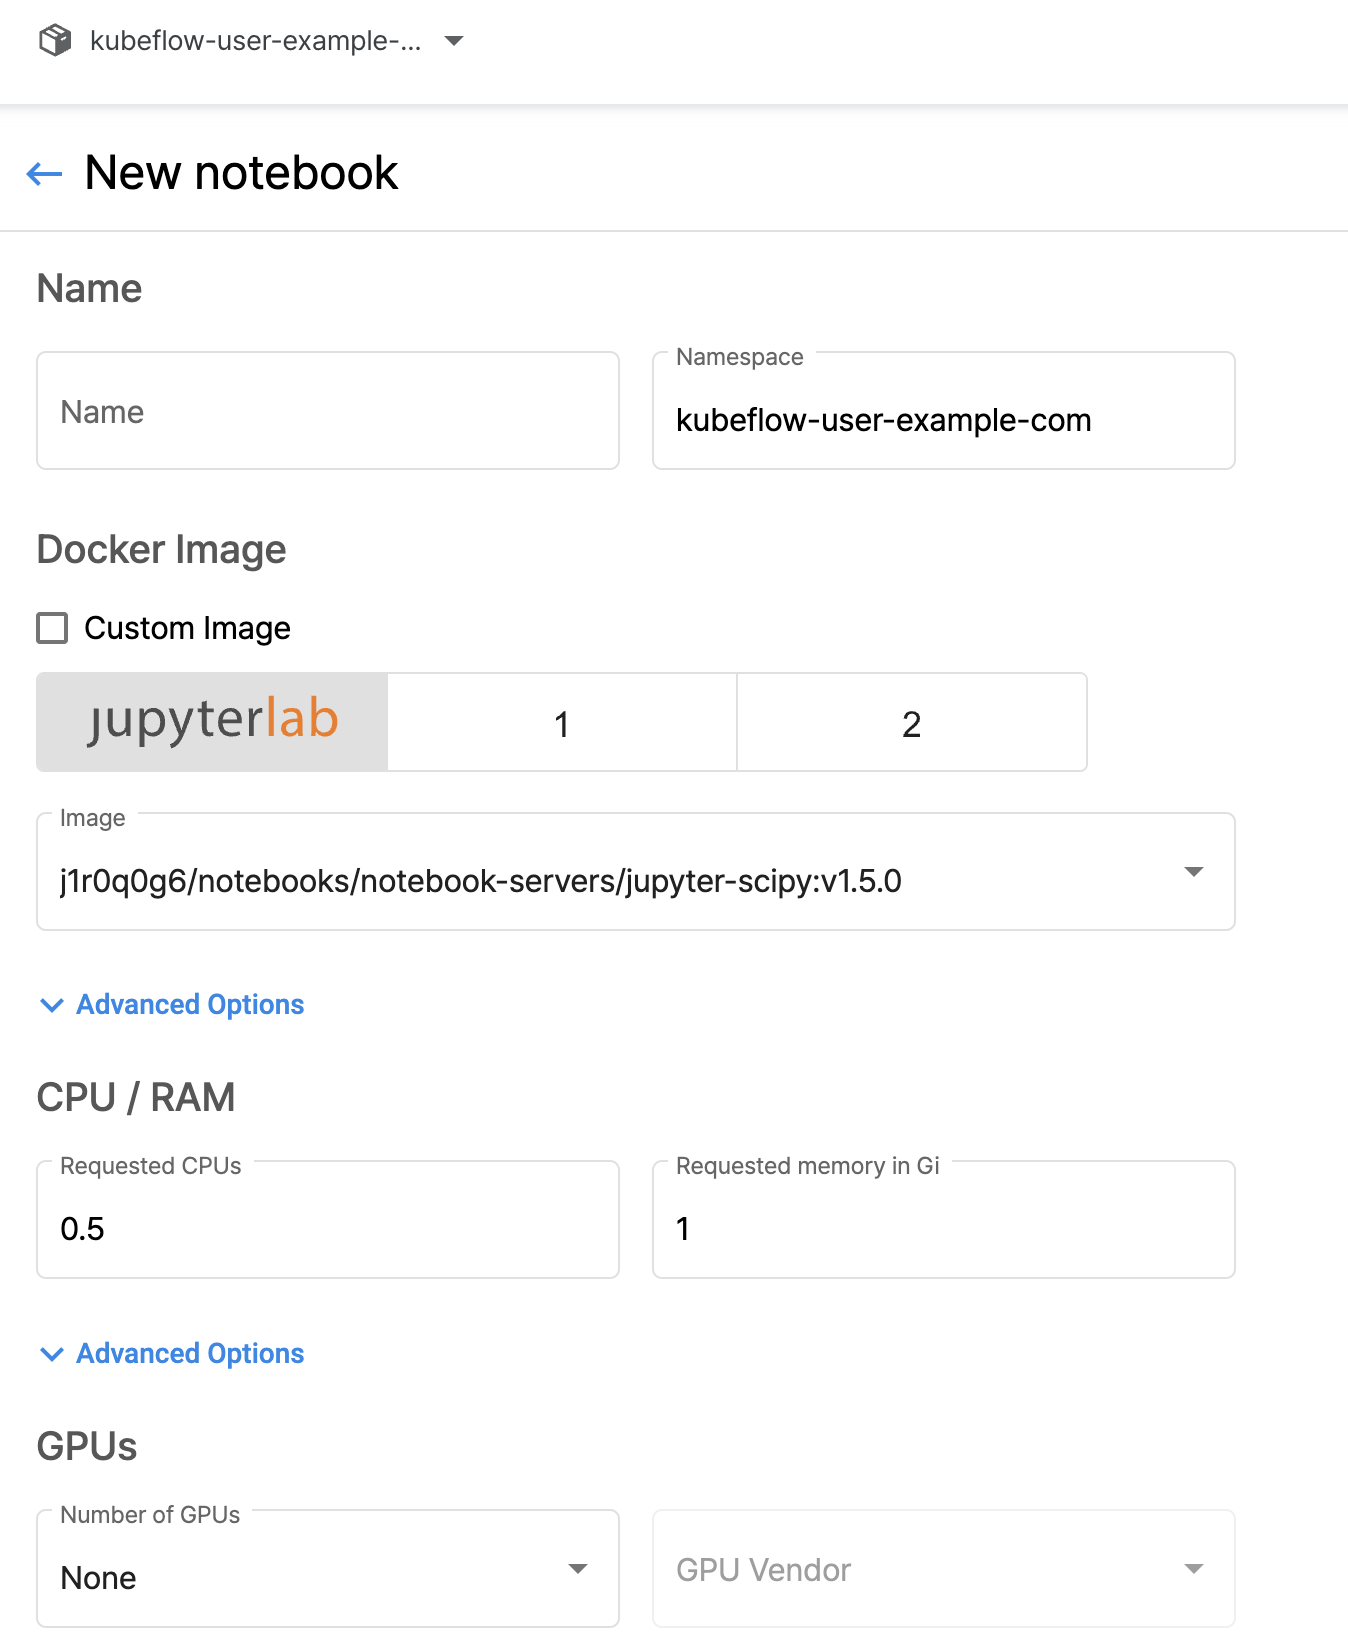 kubeflow-user-example-...
New notebook
Name
Name
Namespace
kubeflow-user-example-com
Docker Image
Custom Image
jupyterlab
1
2
Image
j1r0q0g6/notebooks/notebook-servers/jupyter-scipy:v1.5.0
Advanced Options
CPU / RAM
Requested CPUs
0.5
Requested memory in Gi
1
Advanced Options
GPUs
Number of GPUs
None
GPU Vendor